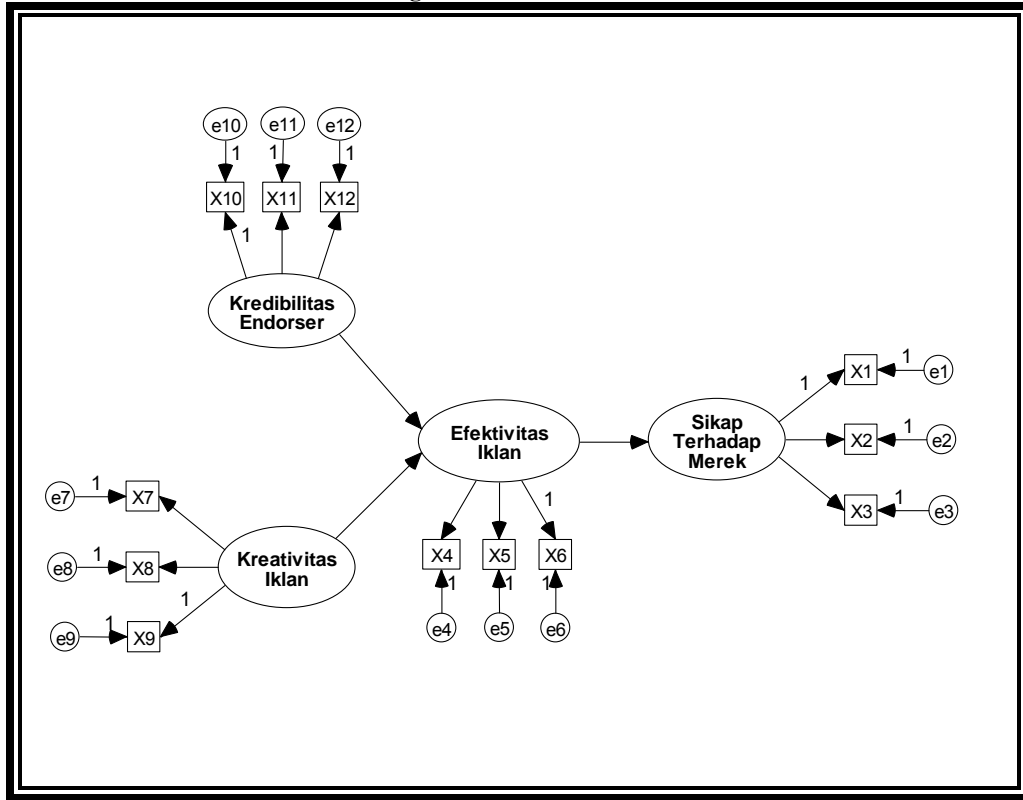 e10 e11 e12
1 1 1
X10 X11 X12
1
Kredibilitas
Endorser
Efektivitas
Iklan
Sikap
Terhadap
Merek
1 X1 1 e1
X2 1 e2
X3 1 e3
e7 1 X7
e8 1 X8
e9 1 X9
1
Kreativitas
Iklan
1
X4 X5 X6
1 1 1
e4 e5 e6